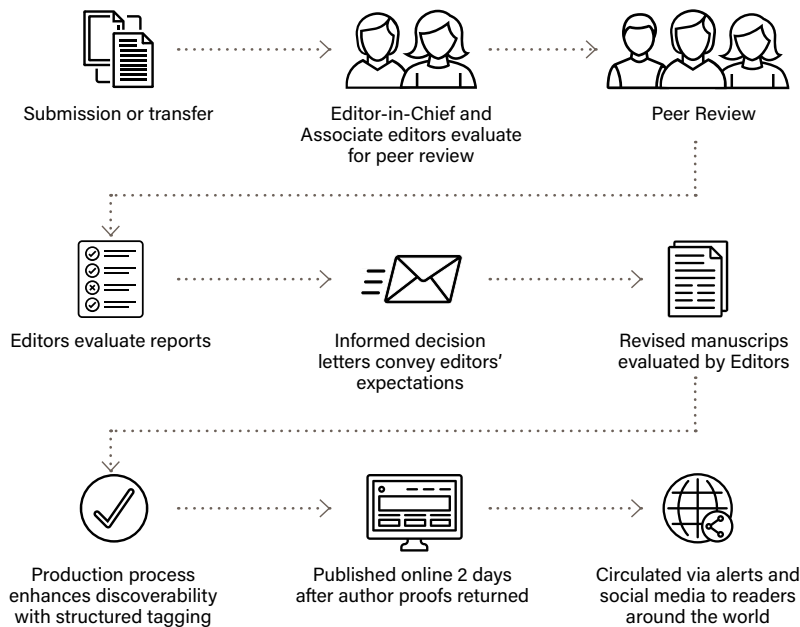 Submission or transfer
Editor-in-Chief and
Associate editors evaluate
for peer review
Peer Review
Editors evaluate reports
Informed decision
letters convey editors’
expectations
Revised manuscrips
evaluated by Editors
Production process
enhances discoverability
with structured tagging
Published online 2 days
after author proofs returned
Circulated via alerts and
social media to readers
around the world